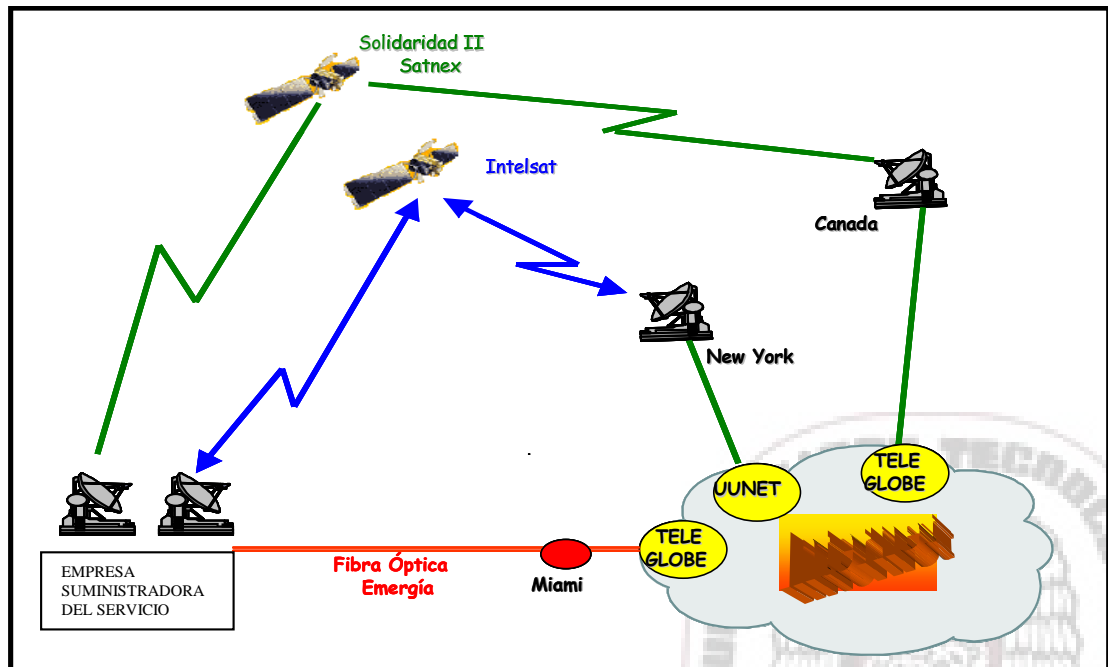 Solidaridad II
Satnex
Intelsat
Canada
New York
TELE
GLOBE
UUNET
TELE
GLOBE
Fibra Óptica
Emergía
Miami
EMPRESA
SUMINISTRADORA
DEL SERVICIO